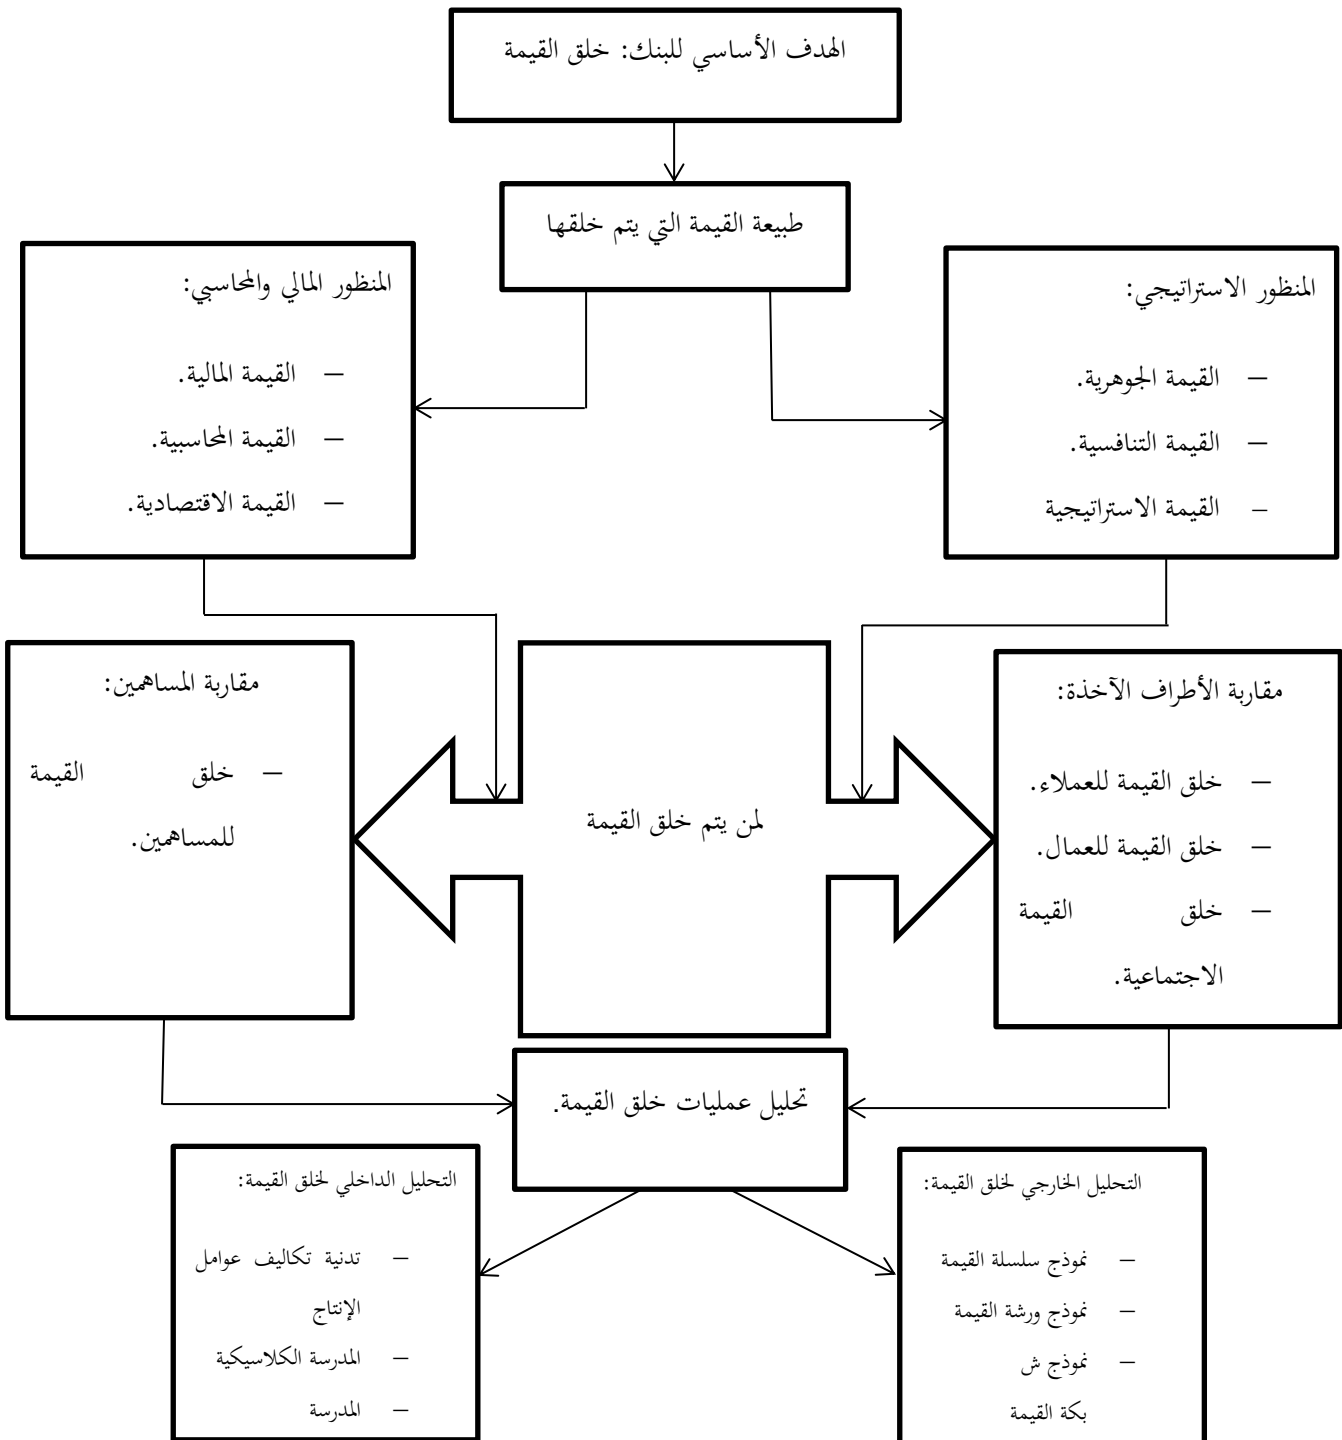 الهدف الأساسي للبنك: خلق القيمة
طبيعة القيمة التي يتم خلقها
المنظور الاستراتيجي:
– القيمة الجوهرية.
– القيمة التنافسية.
– القيمة الاستراتيجية
المنظور المالي والمحاسبي:
– القيمة المالية.
– القيمة المحاسبية.
– القيمة الاقتصادية.
مقاربة الأطراف الآخذة:
– خلق القيمة للعملاء.
– خلق القيمة للعمال.
– خلق القيمة
الاجتماعية.
لمن يتم خلق القيمة
مقاربة المساهمين:
– خلق القيمة
للمساهمين.
تحليل عمليات خلق القيمة.
التحليل الخارجي لخلق القيمة:
– نموذج سلسلة القيمة
– نموذج ورشة القيمة
– نموذج ش
بكة القيمة
التحليل الداخلي لخلق القيمة:
– تدنية تكاليف عوامل
الإنتاج
– المدرسة الكلاسيكية
– المدرسة